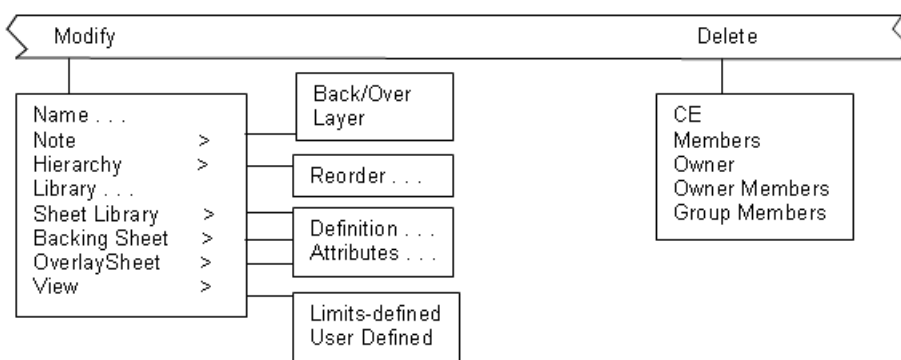 Modify
Delete
Name . . .
Note >
Hierarchy >
Library . . .
Sheet Library >
Backing Sheet >
OverlaySheet >
View >
Back/Over
Layer
Reorder . . .
Definition . . .
Attributes . . .
Limits-defined
User Defined
CE
Members
Owner
Owner Members
Group Members